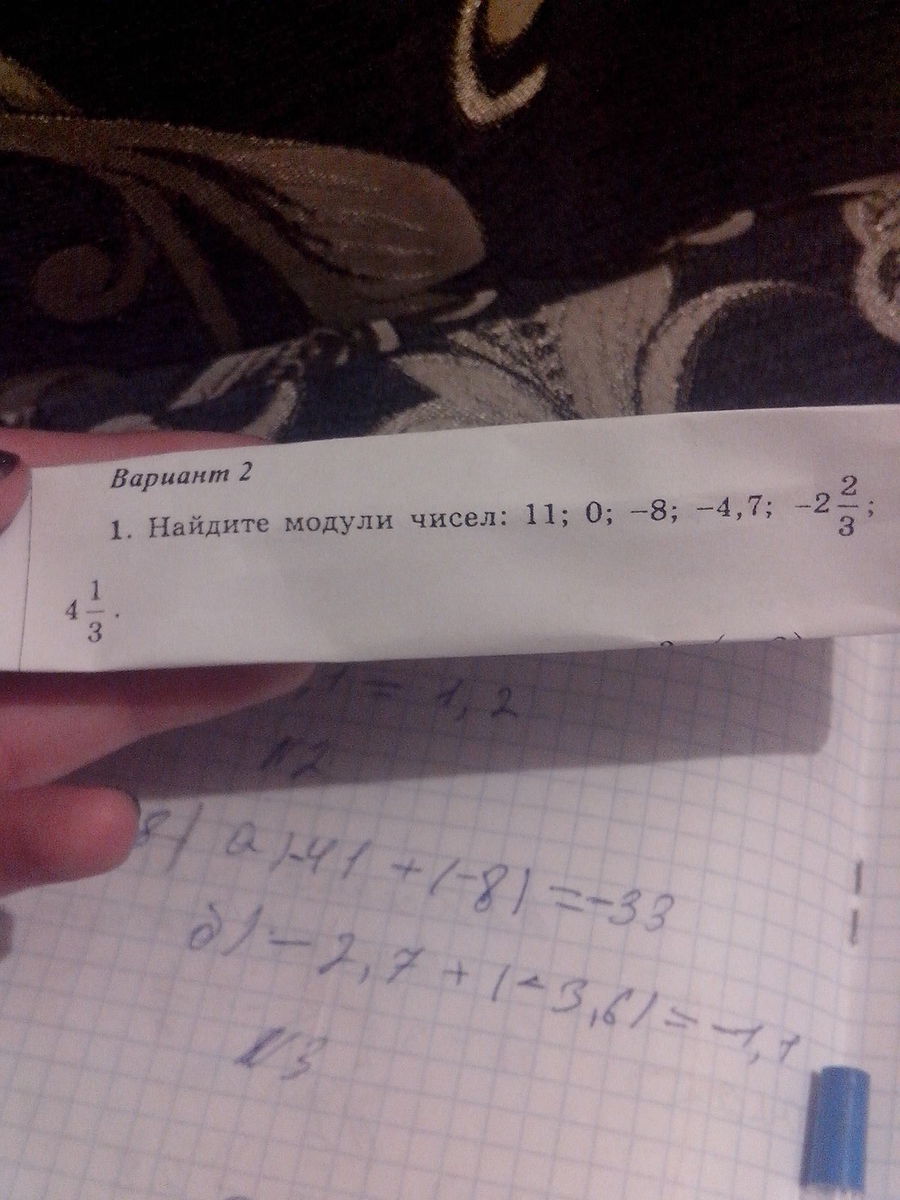 Вариант 2
1. Найдите модули чисел: 11; 0; −8; −4,7; −2 2/3;
4 1/3.
,1 = 1,2
№2
8) а) -41 + (-8) = -33
б) - 2,7 + (-3,6) = -1,1
№3